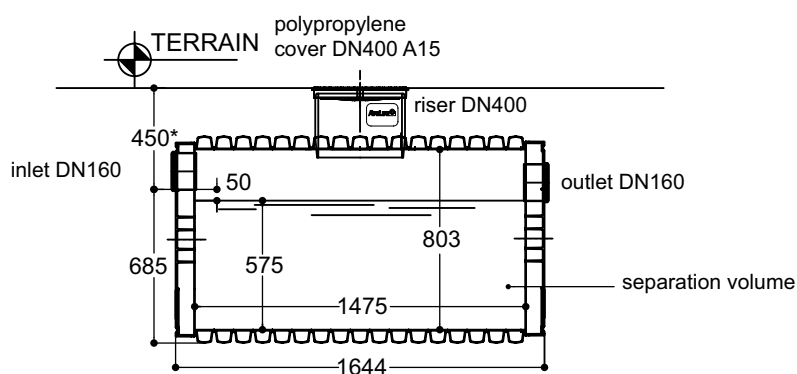 polypropylene
cover DN400 A15
TERRAIN
riser DN400
450*
inlet DN160
50
outlet DN160
685
575
803
separation volume
1475
1644